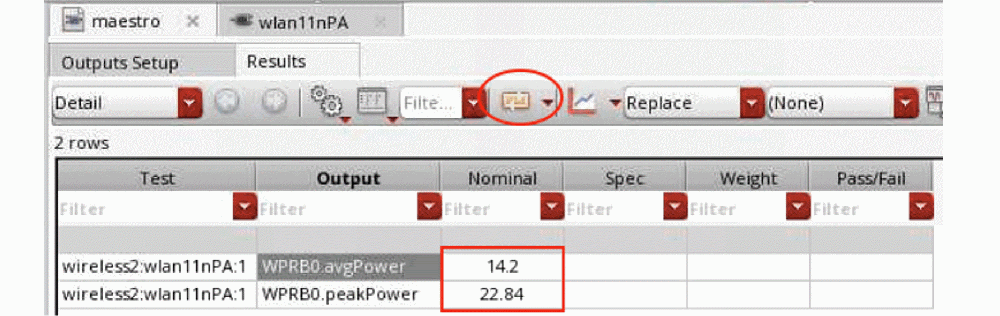 maestro wlan11nPA
Outputs Setup Results
Detail Filte... Replace (None)
2 rows
Test Output Nominal Spec Weight Pass/Fail
Filter Filter Filter Filter Filter Filter
wireless2:wlan11nPA:1 WPRB0.avgPower 14.2
wireless2:wlan11nPA:1 WPRB0.peakPower 22.84